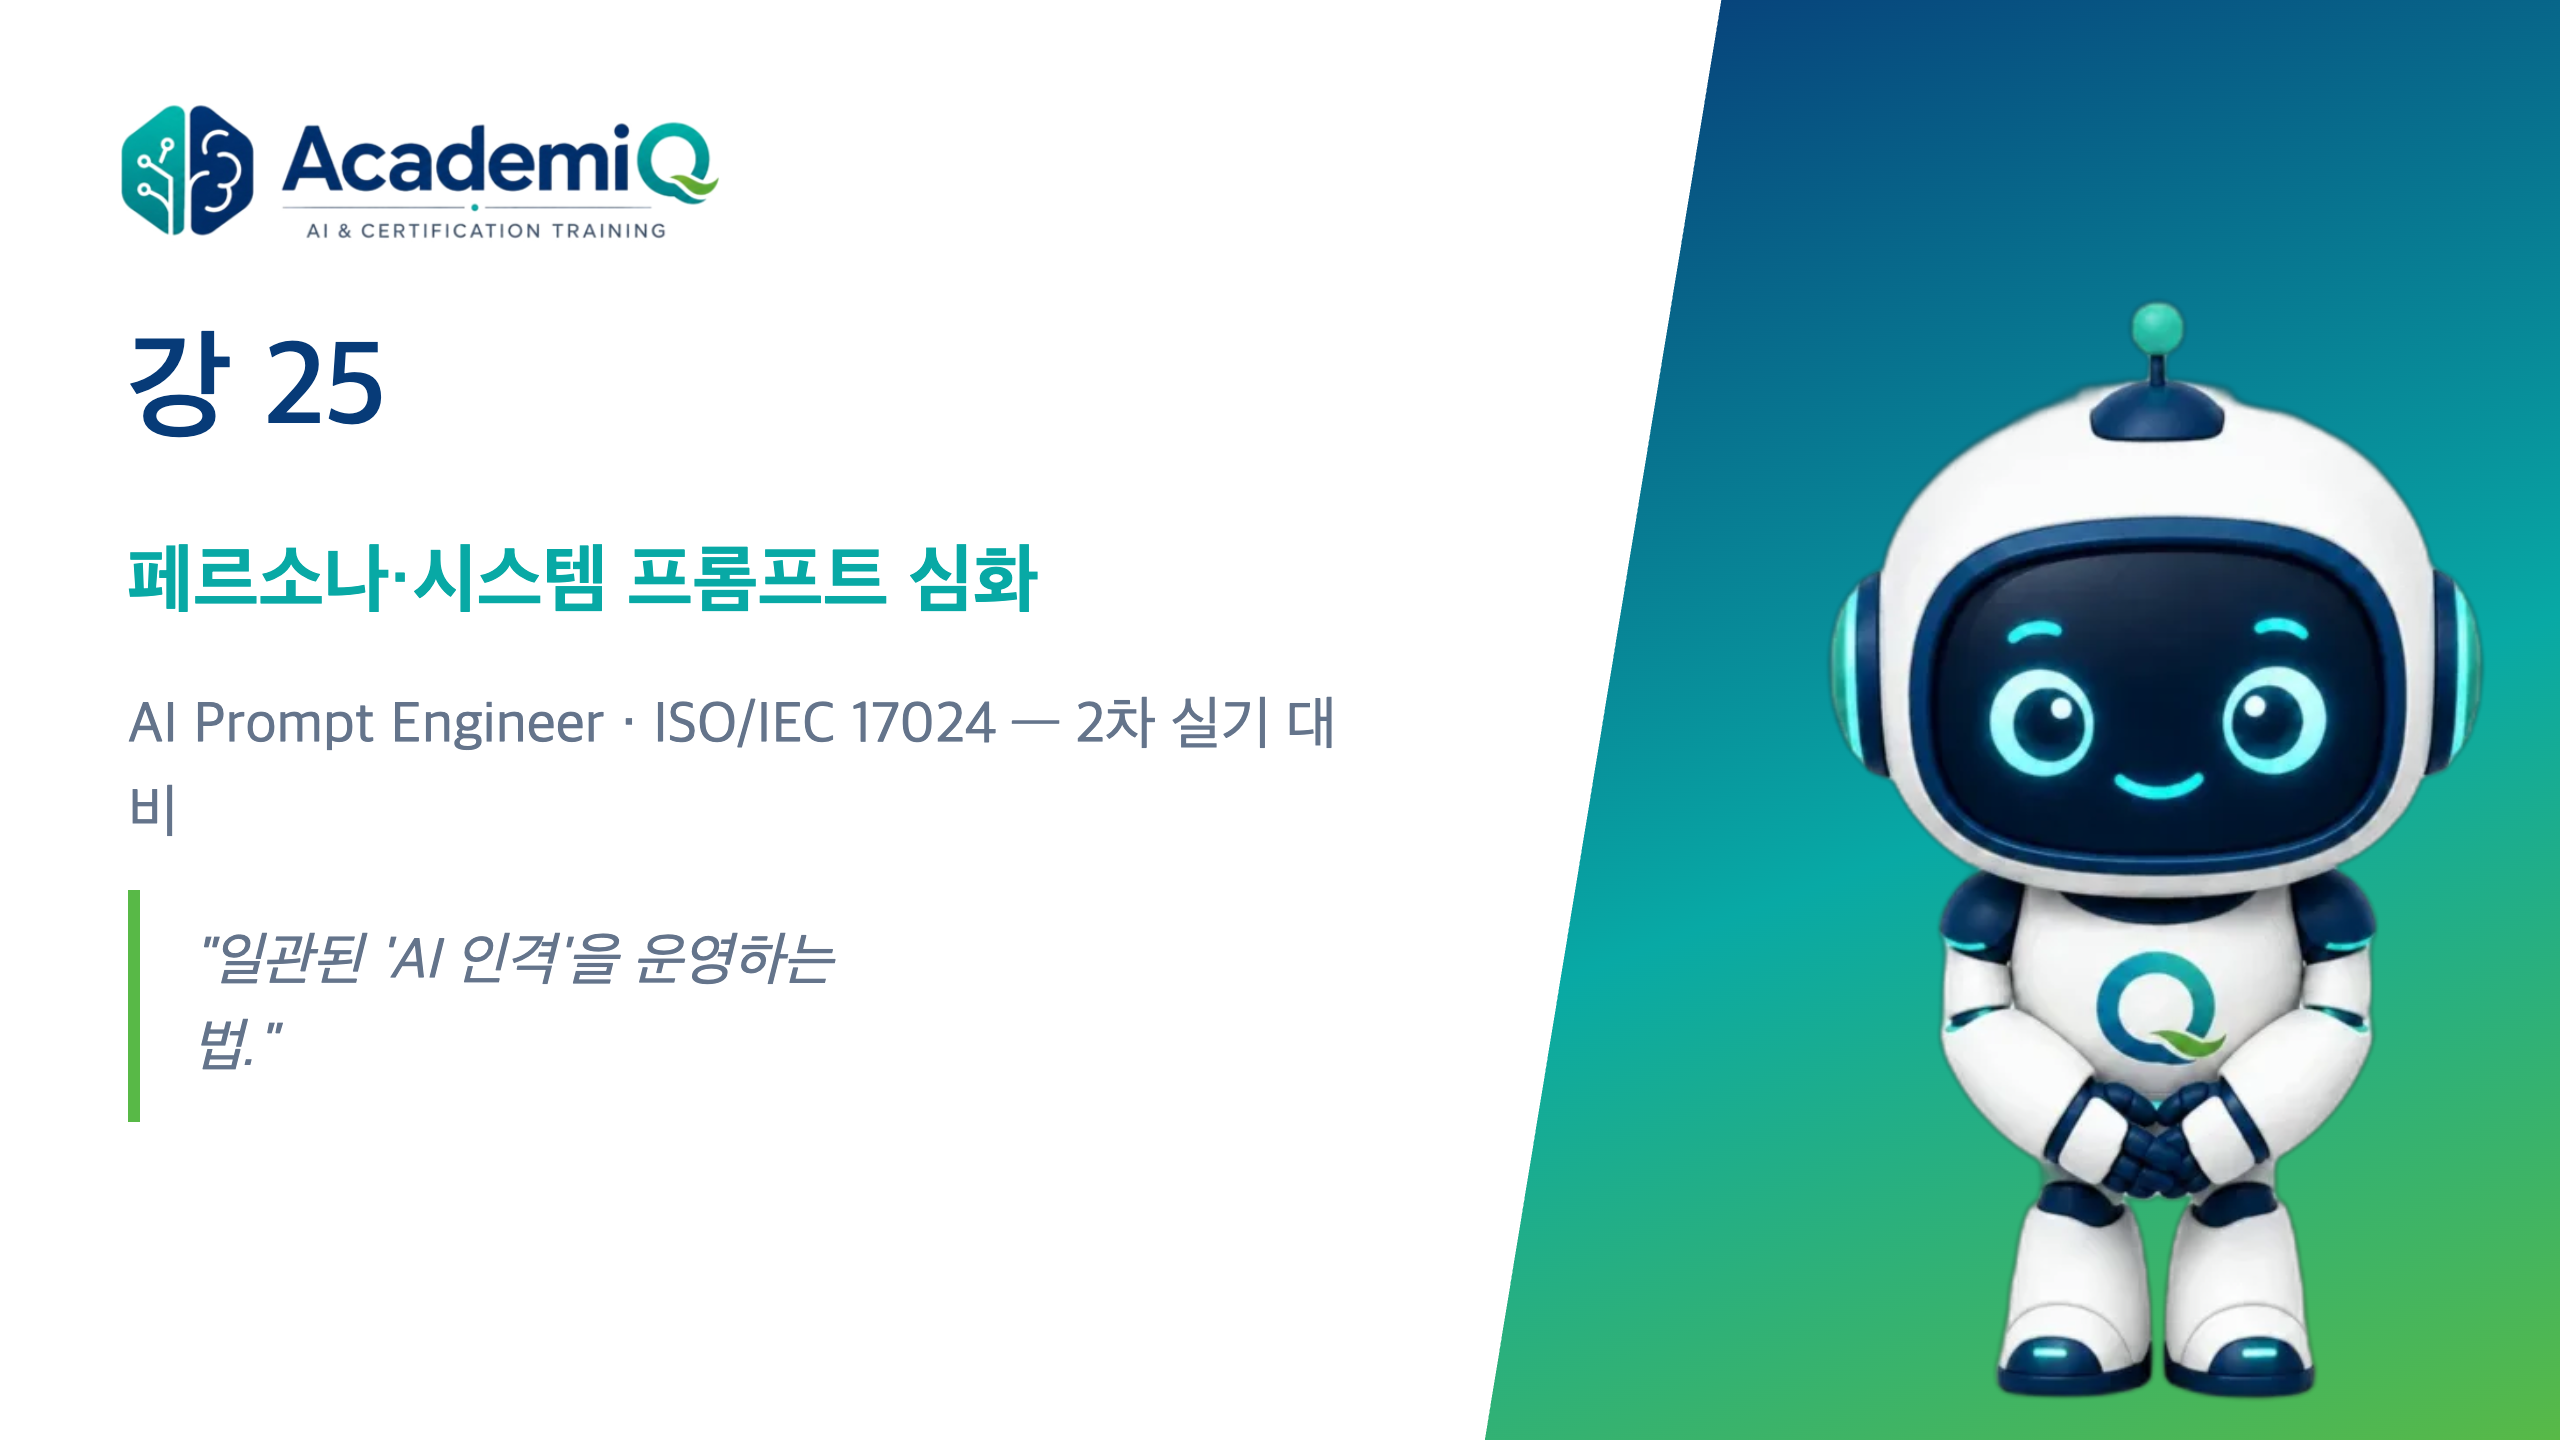 AcademiQ
AI & CERTIFICATION TRAINING
강 25
페르소나·시스템 프롬프트 심화
AI Prompt Engineer · ISO/IEC 17024 — 2차 실기 대
비
"일관된 'AI 인격'을 운영하는
법."
Q